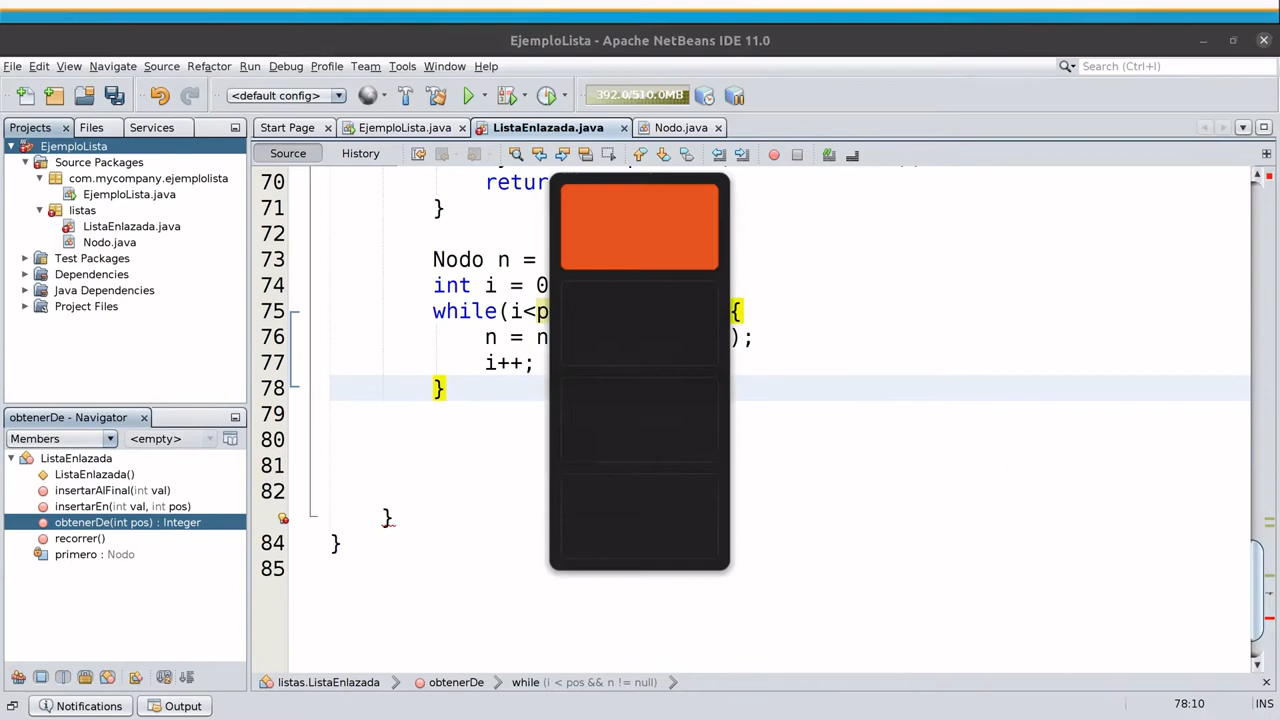 EjemploLista - Apache NetBeans IDE 11.0
File Edit View Navigate Source Refactor Run Debug Profile Team Tools Window Help
Search (Ctrl+I)
<default config>
392.0/510.0MB
Projects Files Services
Start Page EjemploLista.java ListaEnlazada.java Nodo.java
Source History
EjemploLista
Source Packages
com.mycompany.ejemplolista
EjemploLista.java
listas
ListaEnlazada.java
Nodo.java
Test Packages
Dependencies
Java Dependencies
Project Files
obtenerDe - Navigator
Members <empty>
ListaEnlazada
ListaEnlazada()
insertarAlFinal(int val)
insertarEn(int val, int pos)
obtenerDe(int pos) : Integer
recorrer()
primero : Nodo
70 retur
71 }
72
73 Nodo n =
74 int i = 0
75 while(i<p {
76 n = n );
77 i++;
78 }
79
80
81
82
}
84 }
85
listas.ListaEnlazada obtenerDe while (i < pos && n != null)
Notifications Output
78:10 INS